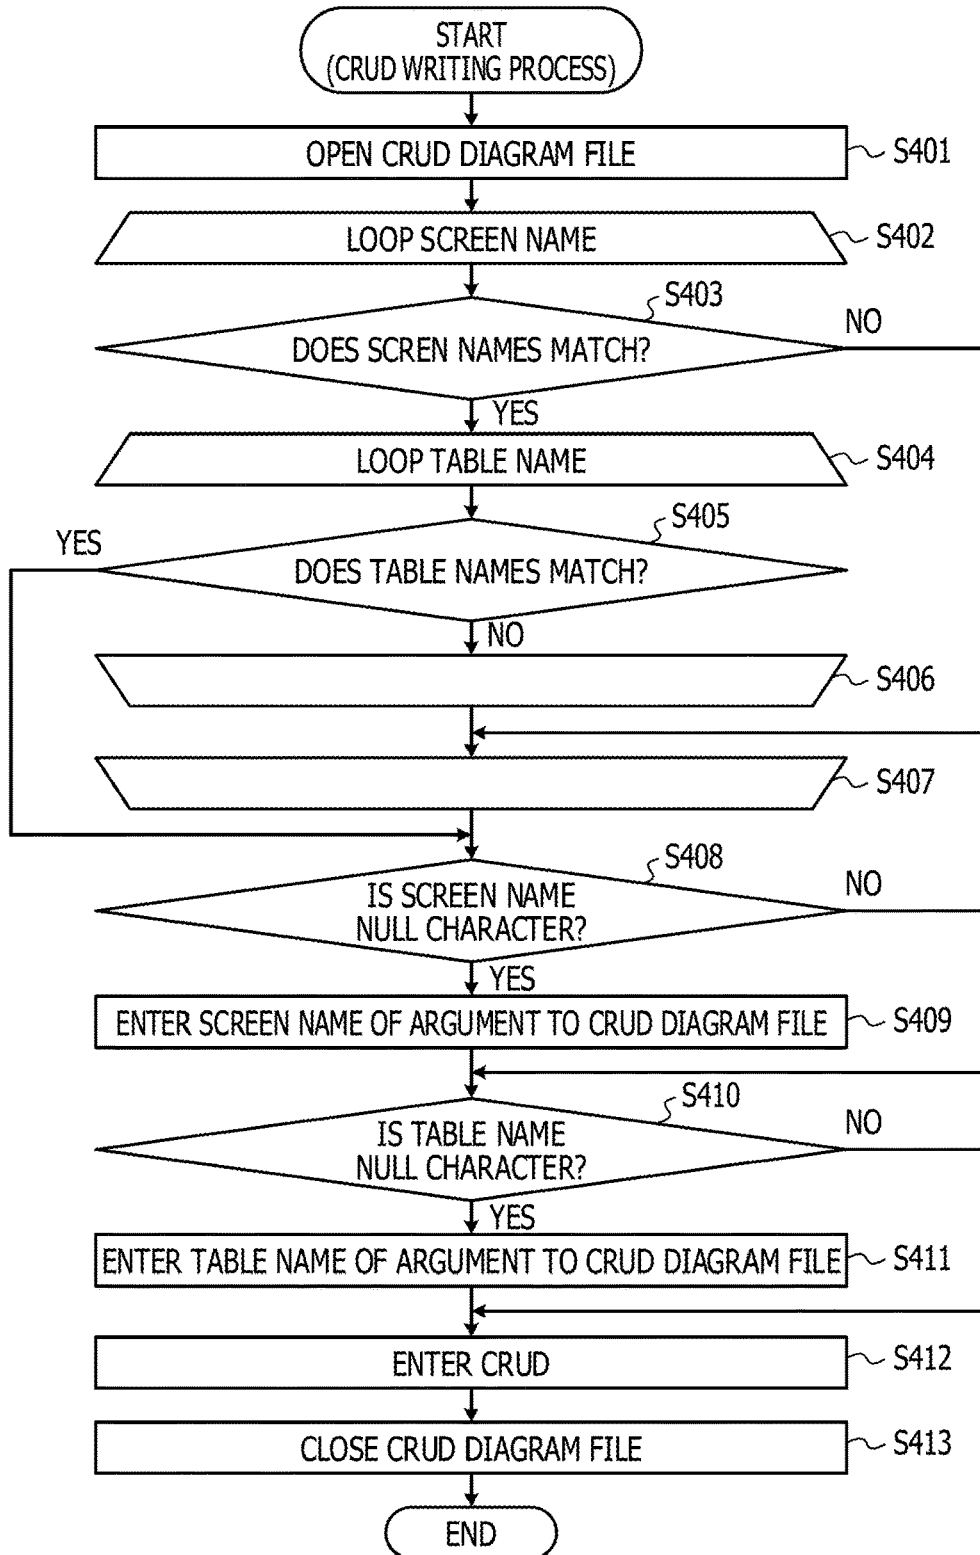 START
(CRUD WRITING PROCESS)
OPEN CRUD DIAGRAM FILE
S401
LOOP SCREEN NAME
S402
S403
NO
DOES SCREN NAMES MATCH?
YES
LOOP TABLE NAME
S404
S405
YES
DOES TABLE NAMES MATCH?
NO
S406
S407
S408
NO
IS SCREEN NAME
NULL CHARACTER?
YES
ENTER SCREEN NAME OF ARGUMENT TO CRUD DIAGRAM FILE
S409
S410
NO
IS TABLE NAME
NULL CHARACTER?
YES
ENTER TABLE NAME OF ARGUMENT TO CRUD DIAGRAM FILE
S411
ENTER CRUD
S412
CLOSE CRUD DIAGRAM FILE
S413
END